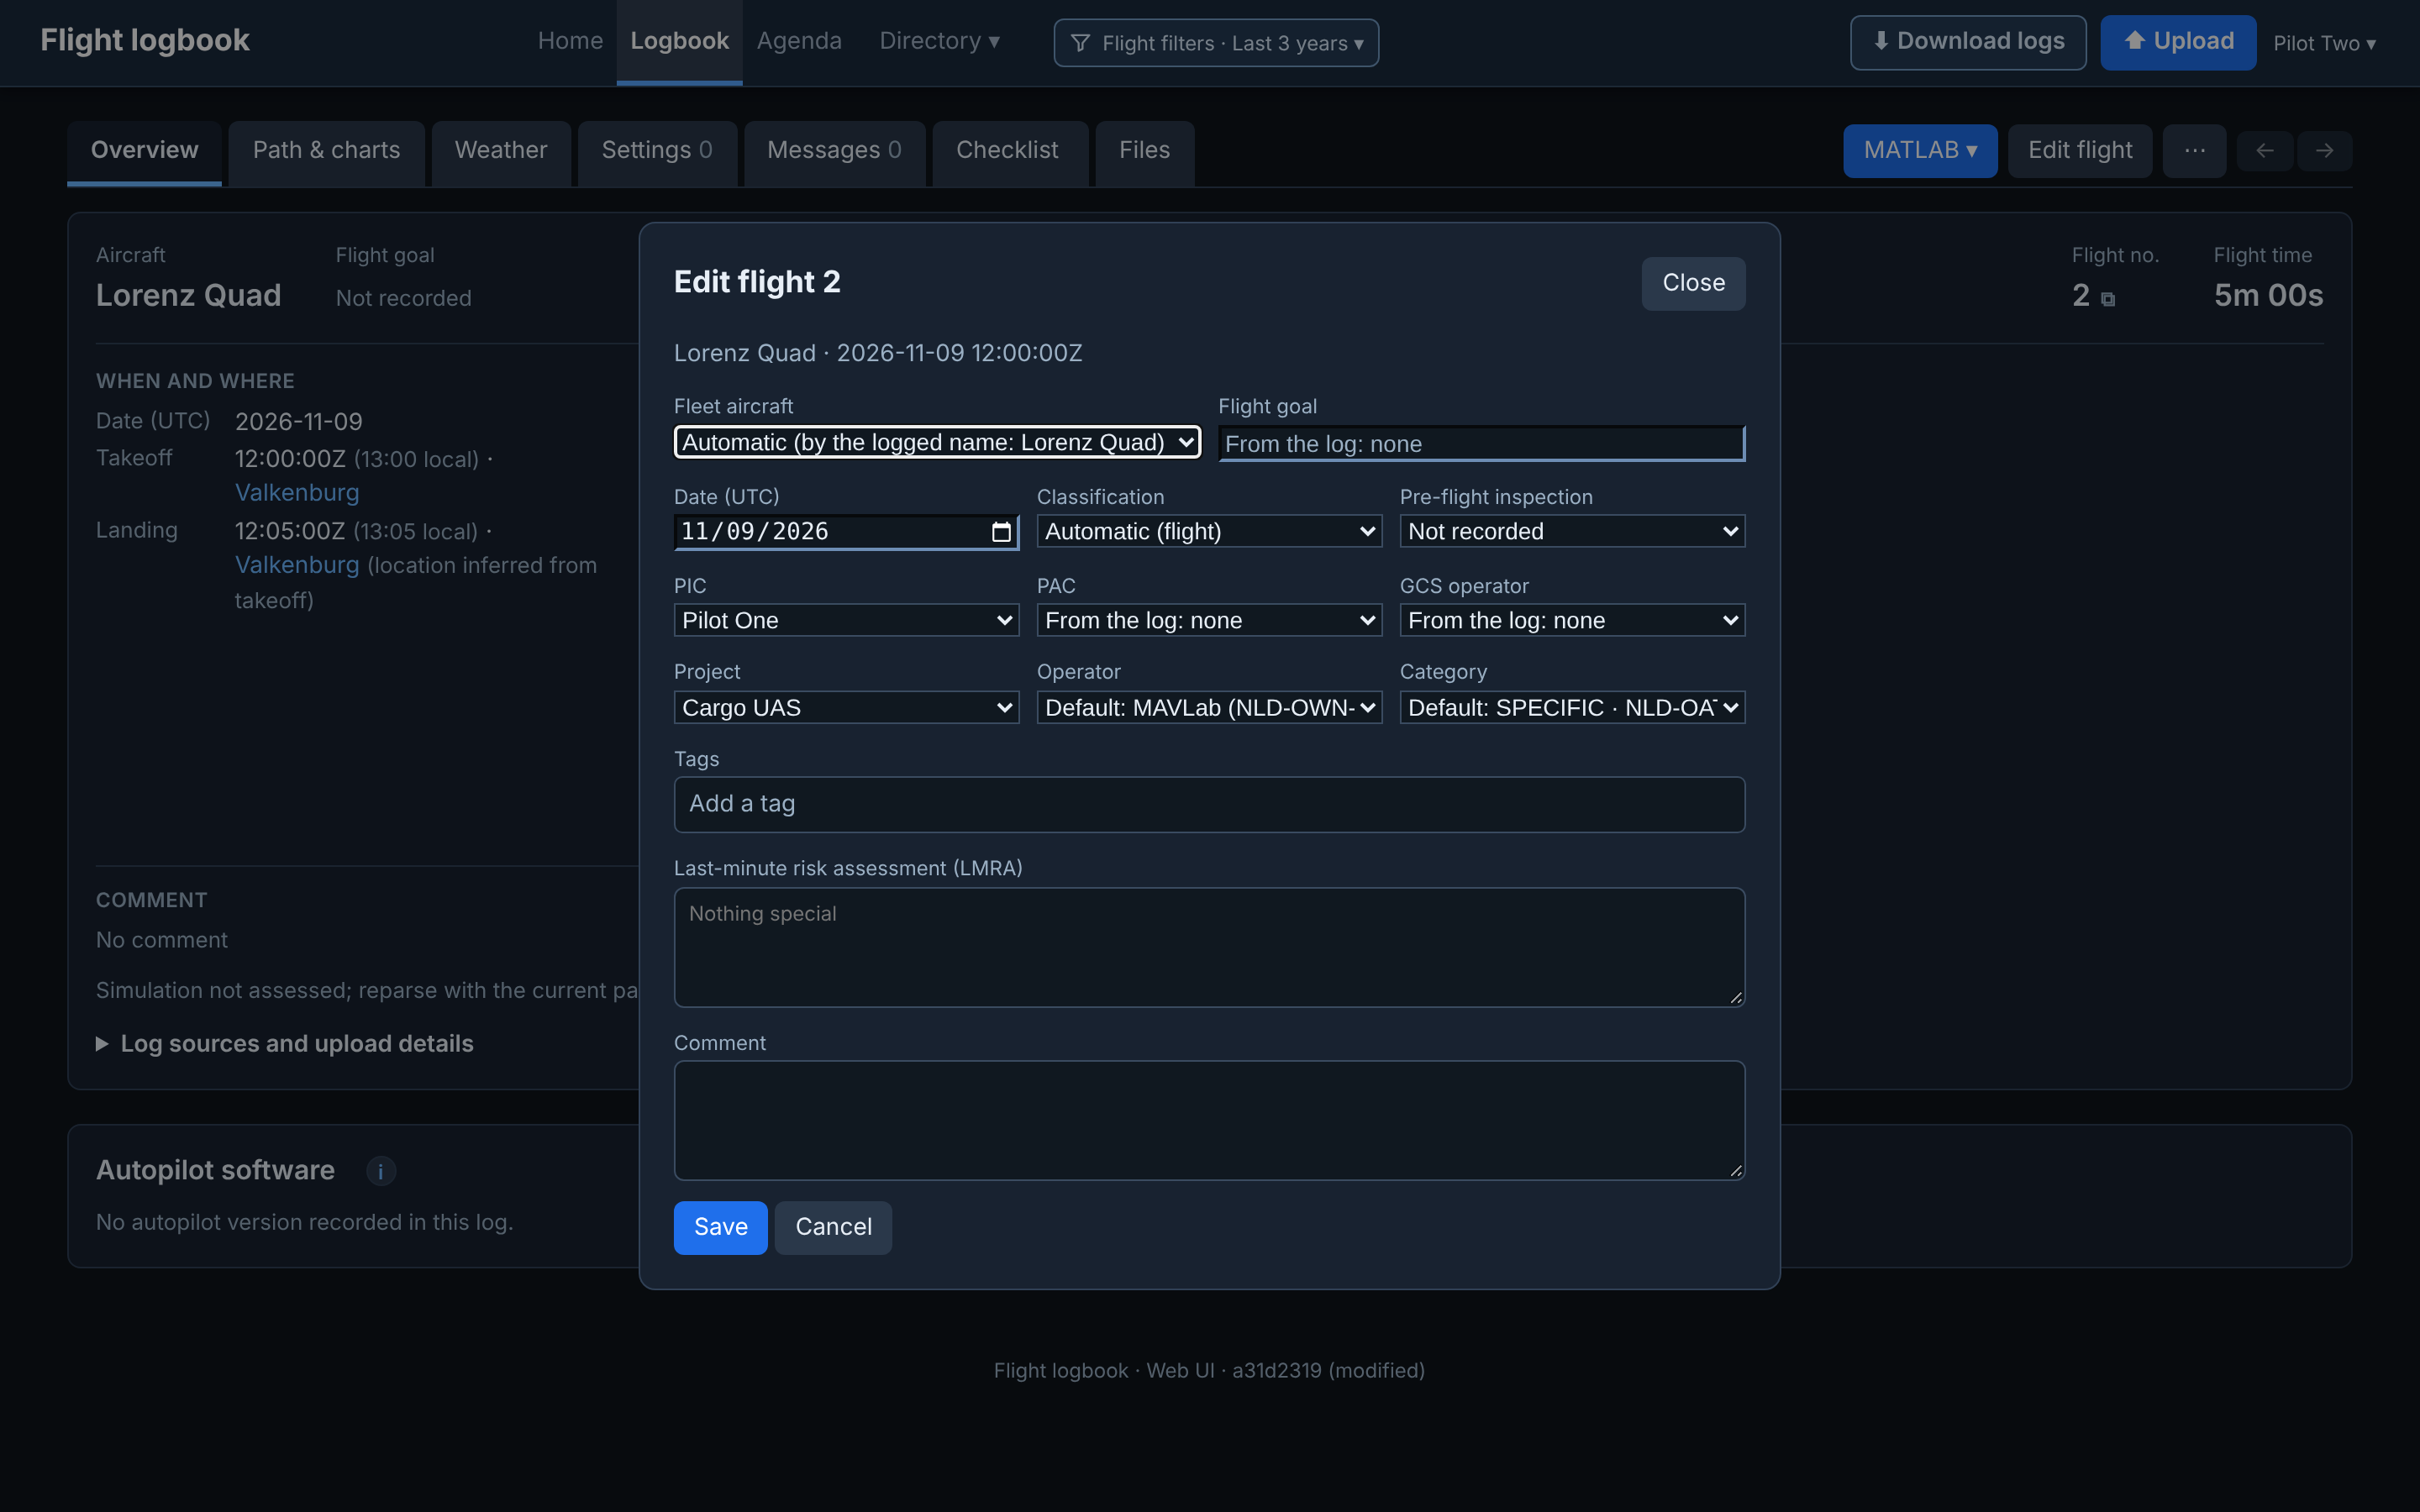 Flight logbook
Home
Logbook
Agenda
Directory ▾
Flight filters · Last 3 years ▾
⬇ Download logs
⬆ Upload
Pilot Two ▾
Overview
Path & charts
Weather
Settings 0
Messages 0
Checklist
Files
MATLAB ▾
Edit flight
⋯
←
→
Aircraft
Lorenz Quad
Flight goal
Not recorded
Flight no.
2
Flight time
5m 00s
WHEN AND WHERE
Date (UTC) 2026-11-09
Takeoff 12:00:00Z (13:00 local) ·
Valkenburg
Landing 12:05:00Z (13:05 local) ·
Valkenburg (location inferred from
takeoff)
COMMENT
No comment
Simulation not assessed; reparse with the current pa
▶ Log sources and upload details
Autopilot software i
No autopilot version recorded in this log.
Edit flight 2
Close
Lorenz Quad · 2026-11-09 12:00:00Z
Fleet aircraft
Automatic (by the logged name: Lorenz Quad)
Flight goal
From the log: none
Date (UTC)
11/09/2026
Classification
Automatic (flight)
Pre-flight inspection
Not recorded
PIC
Pilot One
PAC
From the log: none
GCS operator
From the log: none
Project
Cargo UAS
Operator
Default: MAVLab (NLD-OWN-
Category
Default: SPECIFIC · NLD-OAT
Tags
Add a tag
Last-minute risk assessment (LMRA)
Nothing special
Comment
Save
Cancel
Flight logbook · Web UI · a31d2319 (modified)